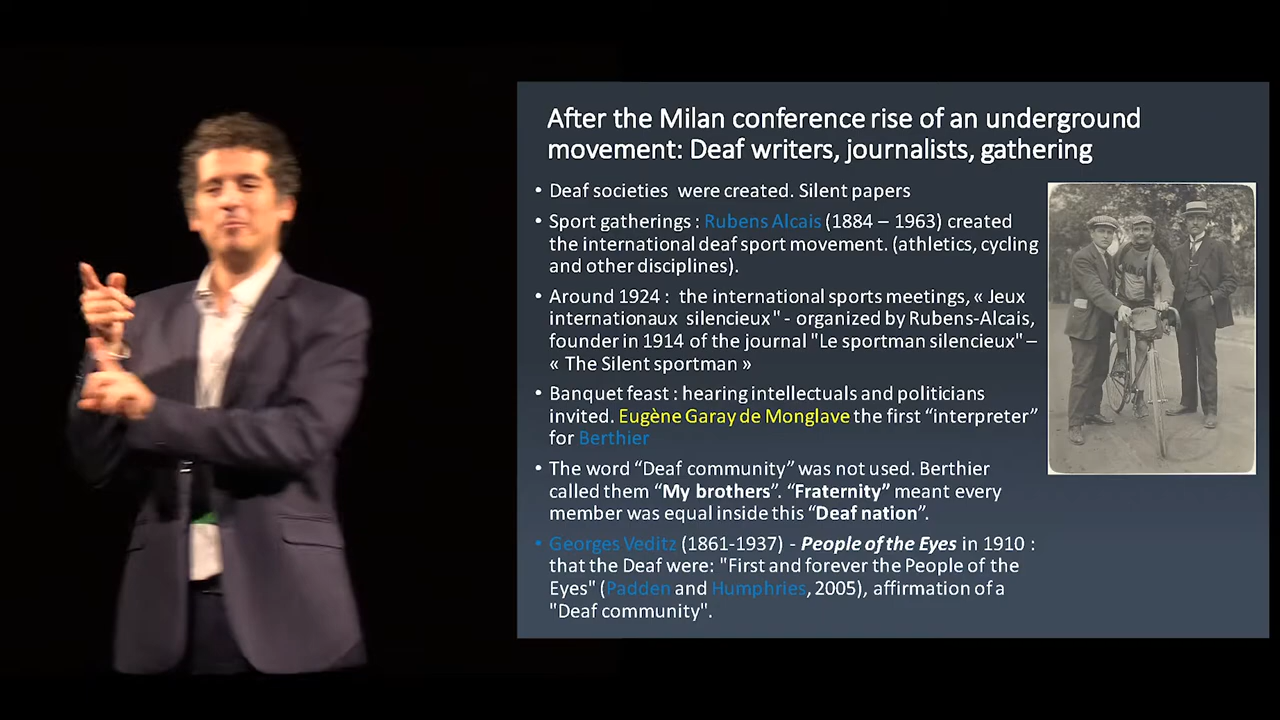 After the Milan conference rise of an underground
movement: Deaf writers, journalists, gathering
• Deaf societies were created. Silent papers
• Sport gatherings : Rubens Alcais (1884 – 1963) created
the international deaf sport movement. (athletics, cycling
and other disciplines).
• Around 1924 : the international sports meetings, « Jeux
internationaux silencieux" - organized by Rubens-Alcais,
founder in 1914 of the journal "Le sportman silencieux" –
« The Silent sportman »
• Banquet feast : hearing intellectuals and politicians
invited. Eugène Garay de Monglave the first “interpreter”
for Berthier
• The word “Deaf community” was not used. Berthier
called them “My brothers”. “Fraternity” meant every
member was equal inside this “Deaf nation”.
• Georges Veditz (1861-1937) - People of the Eyes in 1910 :
that the Deaf were: "First and forever the People of the
Eyes" (Padden and Humphries, 2005), affirmation of a
"Deaf community".